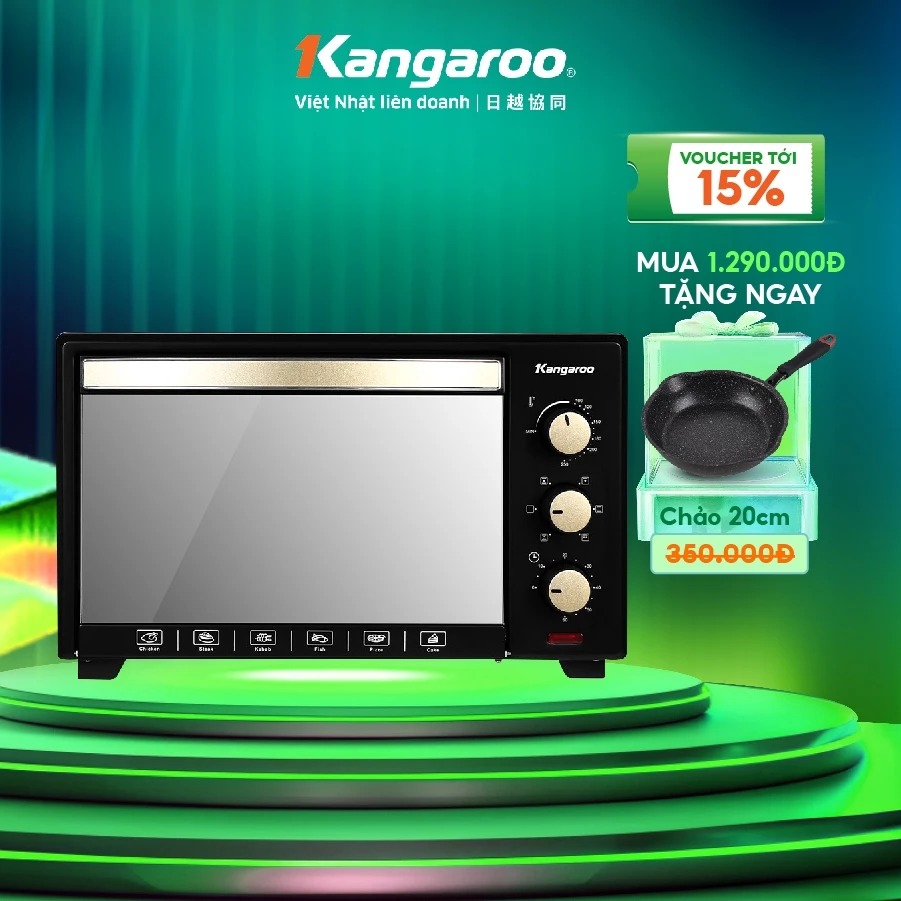 Kangaroo®
Việt Nhật liên doanh | 日越協同
VOUCHER TỚI
15%
MUA 1.290.000Đ
TẶNG NGAY
Kangaroo
Chảo 20cm
350.000Đ
Chicken
Steak
Kabob
Fish
Pizza
Cake